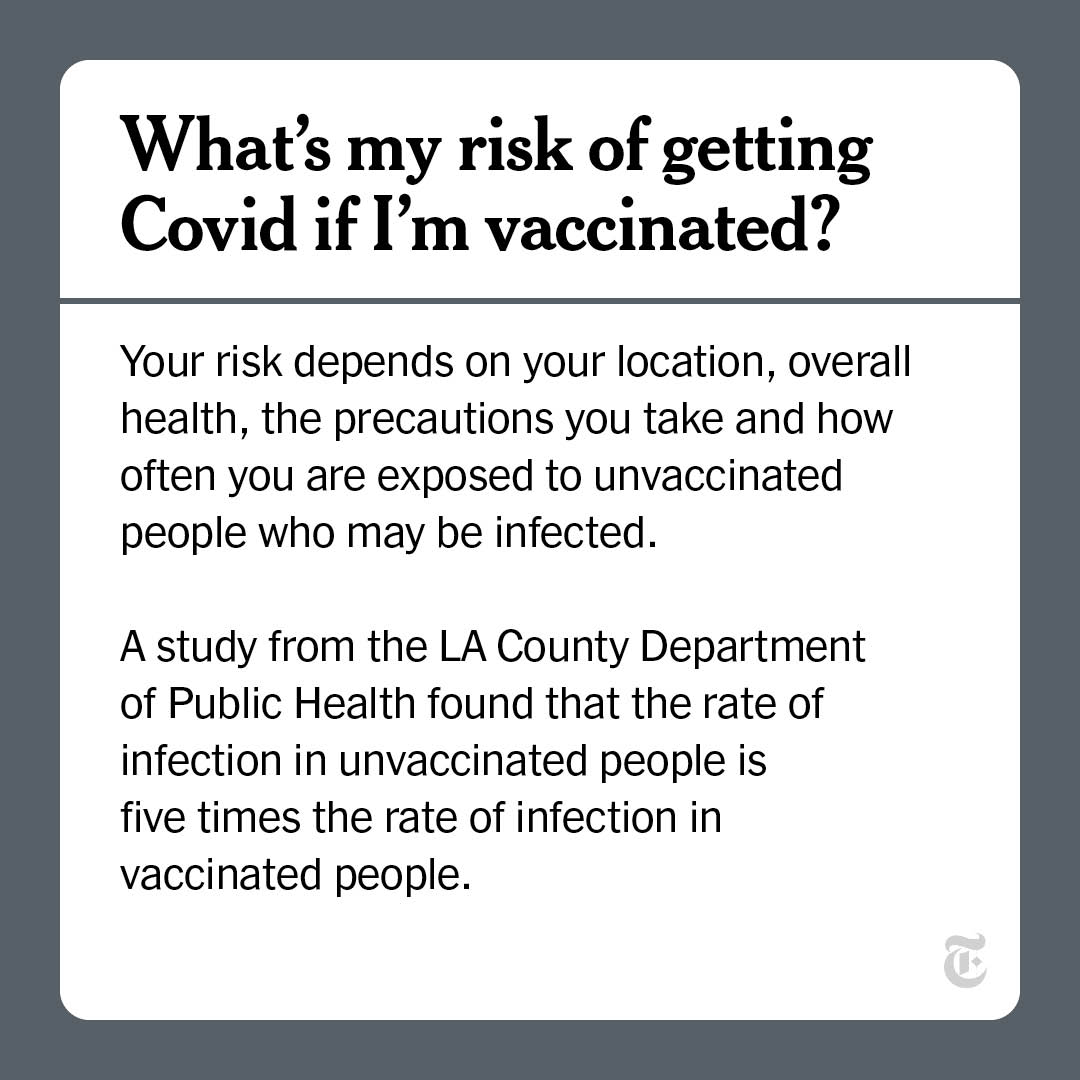 What’s my risk of getting
Covid if I’m vaccinated?
Your risk depends on your location, overall
health, the precautions you take and how
often you are exposed to unvaccinated
people who may be infected.
A study from the LA County Department
of Public Health found that the rate of
infection in unvaccinated people is
five times the rate of infection in
vaccinated people.
T